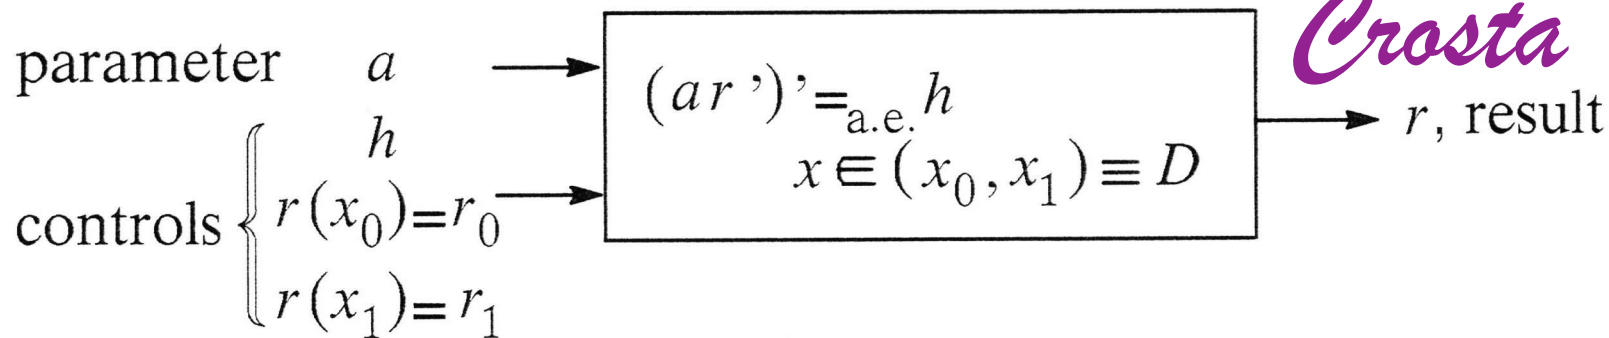 Crosta
parameter a
(ar’)’=a.e. h
h
r, result
x ∈ (x0, x1) ≡ D
controls { r(x0)=r0
r(x1)=r1